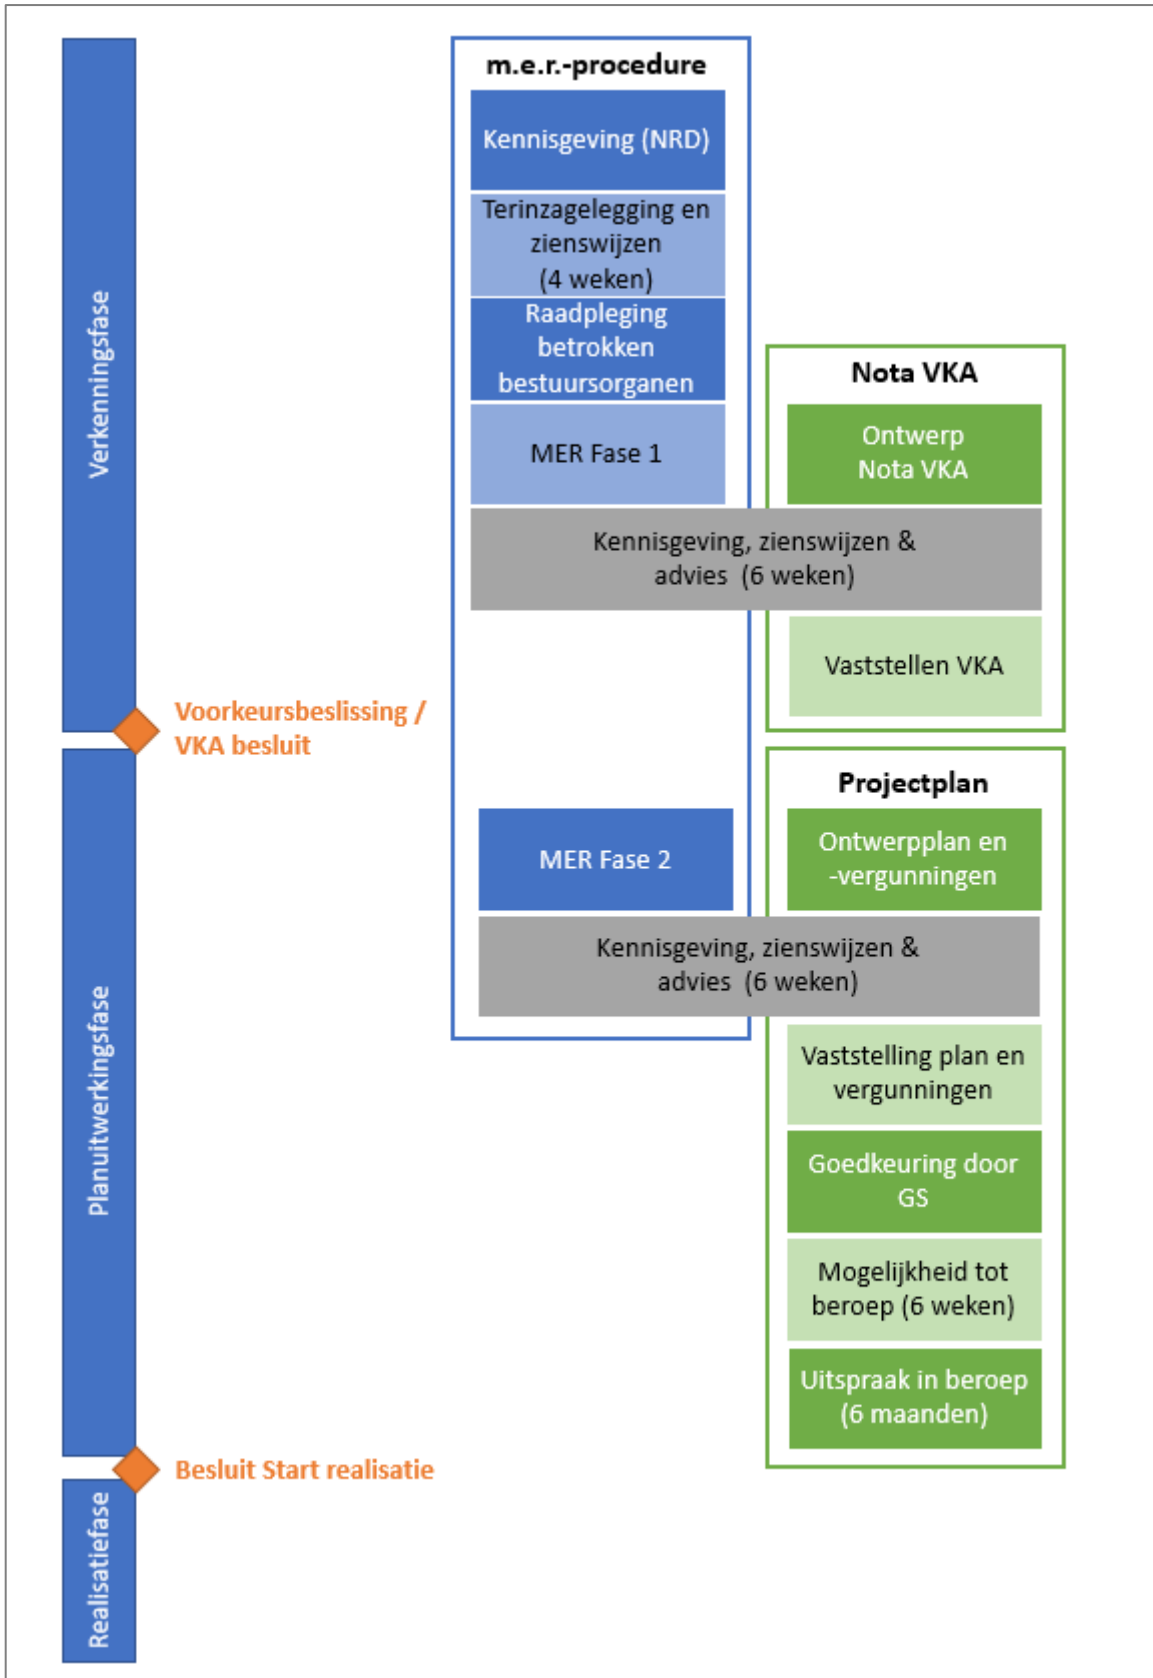 Verkenningsfase
m.e.r.-procedure
Kennisgeving (NRD)
Terinzagelegging en
zienswijzen
(4 weken)
Raadpleging
betrokken
bestuursorganen
MER Fase 1
Nota VKA
Ontwerp
Nota VKA
Kennisgeving, zienswijzen &
advies (6 weken)
Vaststellen VKA
Voorkeursbeslissing /
VKA besluit
Planuitwerkingsfase
Projectplan
MER Fase 2
Ontwerpplan en
-vergunningen
Kennisgeving, zienswijzen &
advies (6 weken)
Vaststelling plan en
vergunningen
Goedkeuring door
GS
Mogelijkheid tot
beroep (6 weken)
Uitspraak in beroep
(6 maanden)
Besluit Start realisatie
Realisatiefase